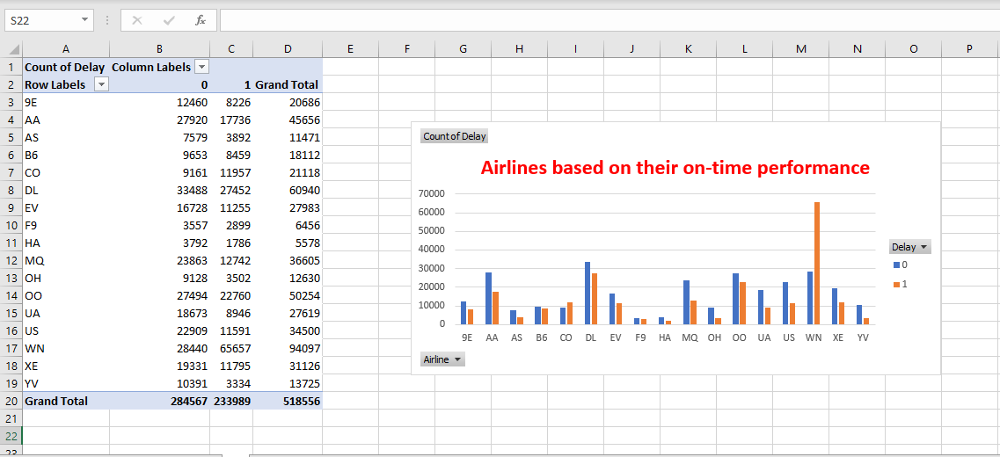 S22
fx
A B C D E F G H I J K L M N O P
1 Count of Delay Column Labels
2 Row Labels 0 1 Grand Total
3 9E 12460 8226 20686
4 AA 27920 17736 45656
5 AS 7579 3892 11471
6 B6 9653 8459 18112
7 CO 9161 11957 21118
8 DL 33488 27452 60940
9 EV 16728 11255 27983
10 F9 3557 2899 6456
11 HA 3792 1786 5578
12 MQ 23863 12742 36605
13 OH 9128 3502 12630
14 OO 27494 22760 50254
15 UA 18673 8946 27619
16 US 22909 11591 34500
17 WN 28440 65657 94097
18 XE 19331 11795 31126
19 YV 10391 3334 13725
20 Grand Total 284567 233989 518556
21
22
23
Count of Delay
Airlines based on their on-time performance
70000
60000
50000
40000
30000
20000
10000
0
9E AA AS B6 CO DL EV F9 HA MQ OH OO UA US WN XE YV
Delay
0
1
Airline